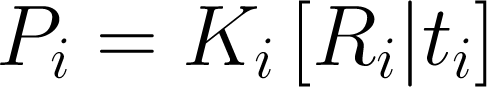 P_i = K_i [R_i|t_i]